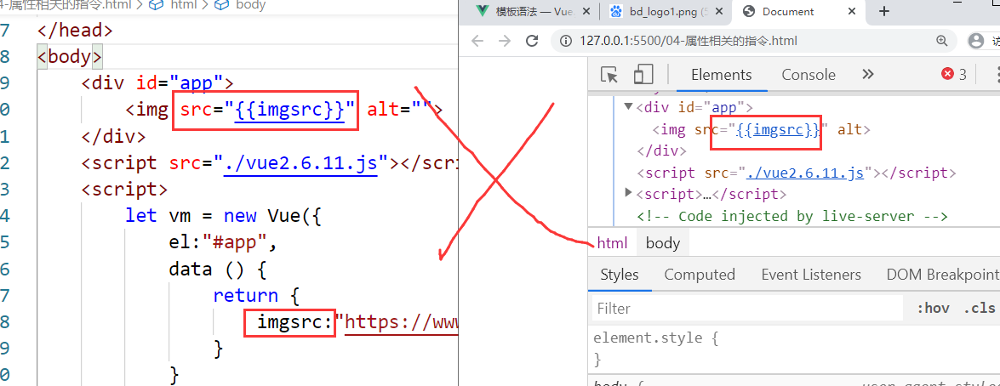 04-属性相关的指令.html > html > body
7 </head>
8 <body>
9 <div id="app">
0 <img src="{{imgsrc}}" alt="">
1 </div>
2 <script src="./vue2.6.11.js"></scri
3 <script>
4 let vm = new Vue({
5 el:"#app",
6 data () {
7 return {
8 imgsrc:"https://www
9 }
0 }
模板语法 — Vue. × bd_logo1.png (5 × Document × +
127.0.0.1:5500/04-属性相关的指令.html
Elements Console » 3
<div id="app">
<img src="{{imgsrc}}" alt>
</div>
<script src="./vue2.6.11.js"></script>
<script>…</script>
<!-- Code injected by live-server -->
html body
Styles Computed Event Listeners DOM Breakpoint
Filter :hov .cls
element.style {
}
body {